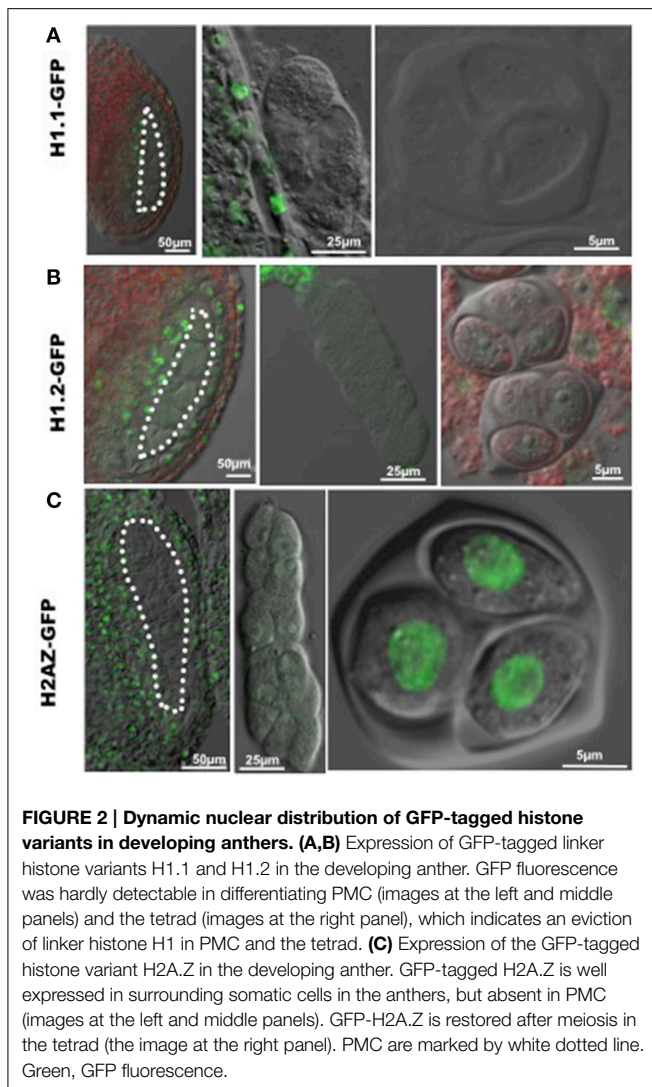 A
H1.1-GFP
50µm
25µm
5µm
B
H1.2-GFP
50µm
25µm
5µm
C
H2AZ-GFP
50µm
25µm
5µm
FIGURE 2 | Dynamic nuclear distribution of GFP-tagged histone
variants in developing anthers. (A,B) Expression of GFP-tagged linker
histone variants H1.1 and H1.2 in the developing anther. GFP fluorescence
was hardly detectable in differentiating PMC (images at the left and middle
panels) and the tetrad (images at the right panel), which indicates an eviction
of linker histone H1 in PMC and the tetrad. (C) Expression of the GFP-tagged
histone variant H2A.Z in the developing anther. GFP-tagged H2A.Z is well
expressed in surrounding somatic cells in the anthers, but absent in PMC
(images at the left and middle panels). GFP-H2A.Z is restored after meiosis in
the tetrad (the image at the right panel). PMC are marked by white dotted line.
Green, GFP fluorescence.